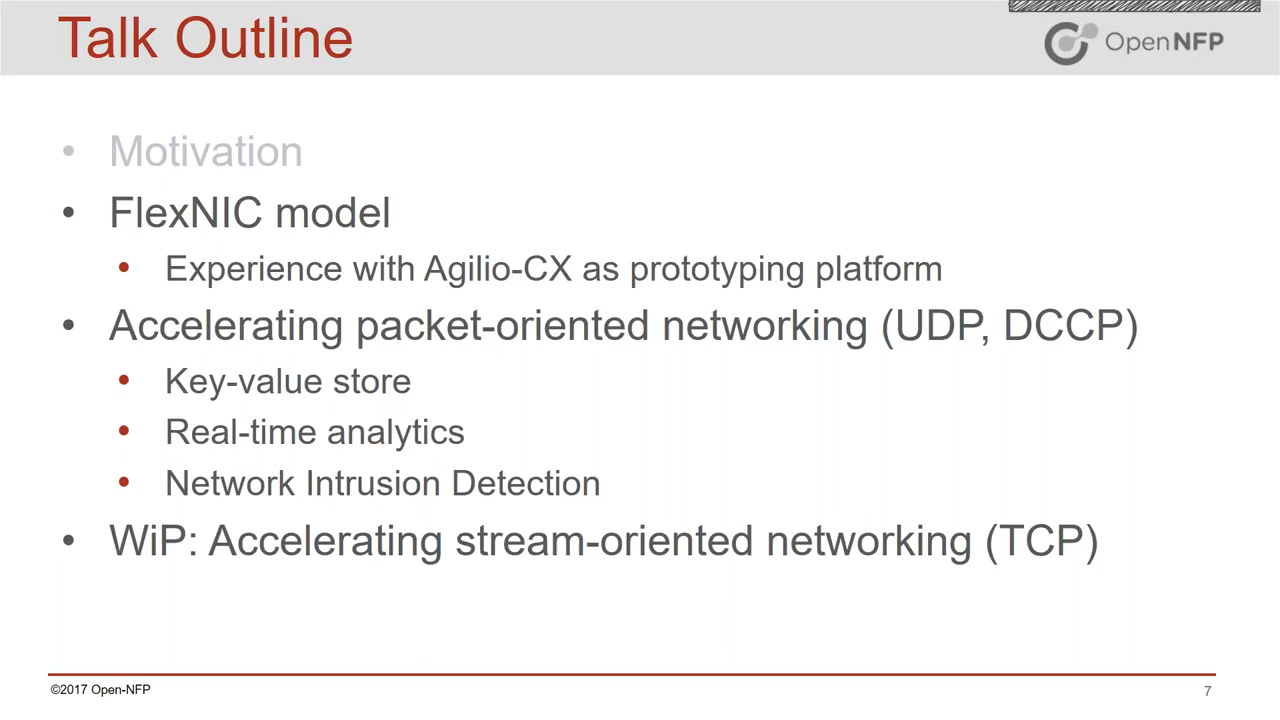 Talk Outline
OpenNFP
• Motivation
• FlexNIC model
• Experience with Agilio-CX as prototyping platform
• Accelerating packet-oriented networking (UDP, DCCP)
• Key-value store
• Real-time analytics
• Network Intrusion Detection
• WiP: Accelerating stream-oriented networking (TCP)
©2017 Open-NFP
7